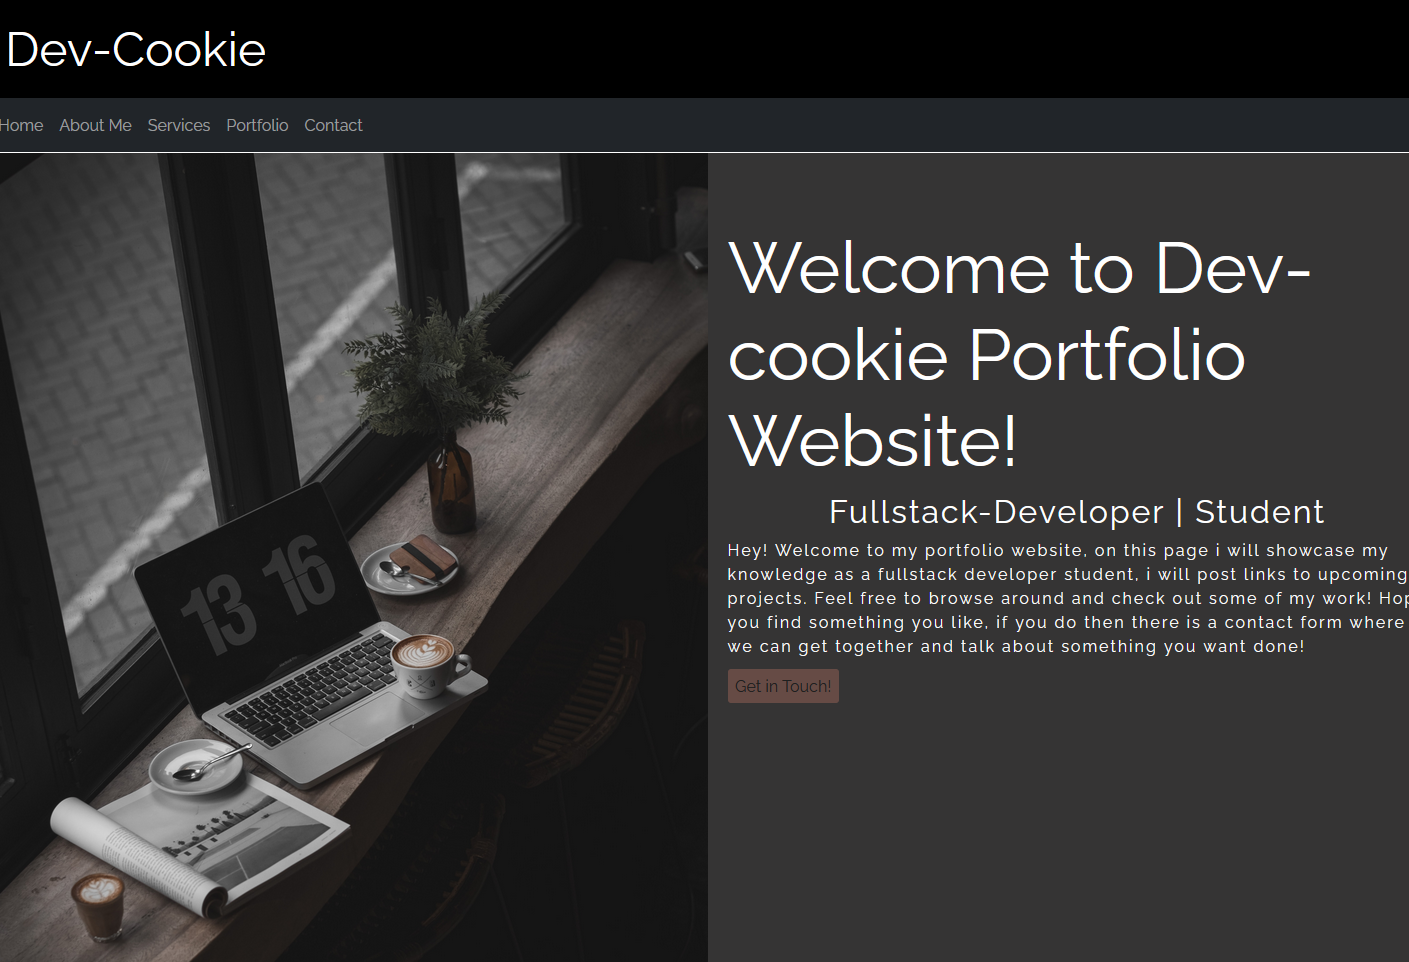 Dev-Cookie
Home About Me Services Portfolio Contact
Welcome to Dev-
cookie Portfolio
Website!
Fullstack-Developer | Student
Hey! Welcome to my portfolio website, on this page i will showcase my
knowledge as a fullstack developer student, i will post links to upcoming
projects. Feel free to browse around and check out some of my work! Hop
you find something you like, if you do then there is a contact form where
we can get together and talk about something you want done!
Get in Touch!
13 16